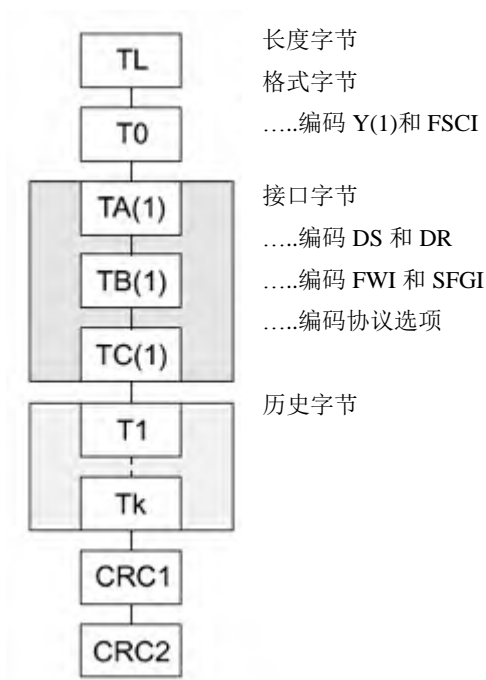 TL
长度字节
格式字节
T0
…..编码 Y(1)和 FSCI
TA(1)
接口字节
…..编码 DS 和 DR
TB(1)
…..编码 FWI 和 SFGI
…..编码协议选项
TC(1)
历史字节
T1
Tk
CRC1
CRC2